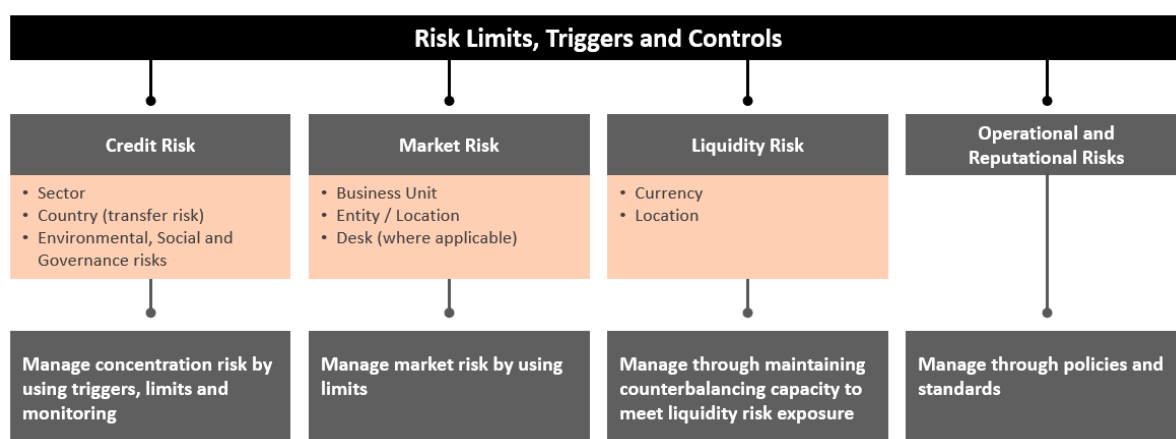 Risk Limits, Triggers and Controls
Credit Risk
• Sector
• Country (transfer risk)
• Environmental, Social and
Governance risks
Manage concentration risk by
using triggers, limits and
monitoring
Market Risk
• Business Unit
• Entity / Location
• Desk (where applicable)
Manage market risk by using
limits
Liquidity Risk
• Currency
• Location
Manage through maintaining
counterbalancing capacity to
meet liquidity risk exposure
Operational and
Reputational Risks
Manage through policies and
standards